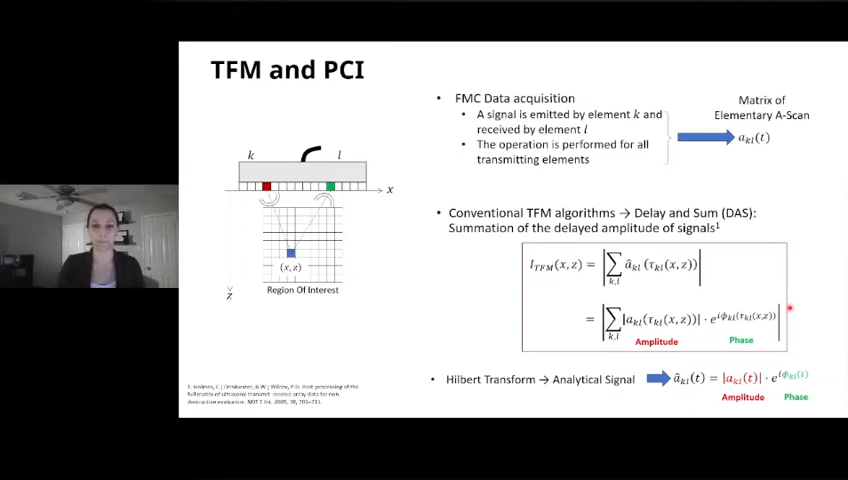 TFM and PCI
k
l
x
(x, z)
Region Of Interest
z
• FMC Data acquisition
• A signal is emitted by element k and
received by element l
• The operation is performed for all
transmitting elements
Matrix of
Elementary A-Scan
a_kl(t)
• Conventional TFM algorithms → Delay and Sum (DAS):
Summation of the delayed amplitude of signals¹
I_TFM(x, z) = |∑_{k,l} â_kl (τ_kl(x, z))|
= |∑_{k,l} |a_kl(τ_kl(x, z))| · e^{iϕ_kl(τ_kl(x,z))}|
Amplitude
Phase
• Hilbert Transform → Analytical Signal
â_kl(t) = |a_kl(t)| · e^{iϕ_kl(t)}
Amplitude
Phase
1. Holmes, C.; Drinkwater, B.W.; Wilcox, P.D. Post-processing of the
full matrix of ultrasonic transmit-receive array data for non
destructive evaluation. NDT E Int. 2005, 38, 701–711.